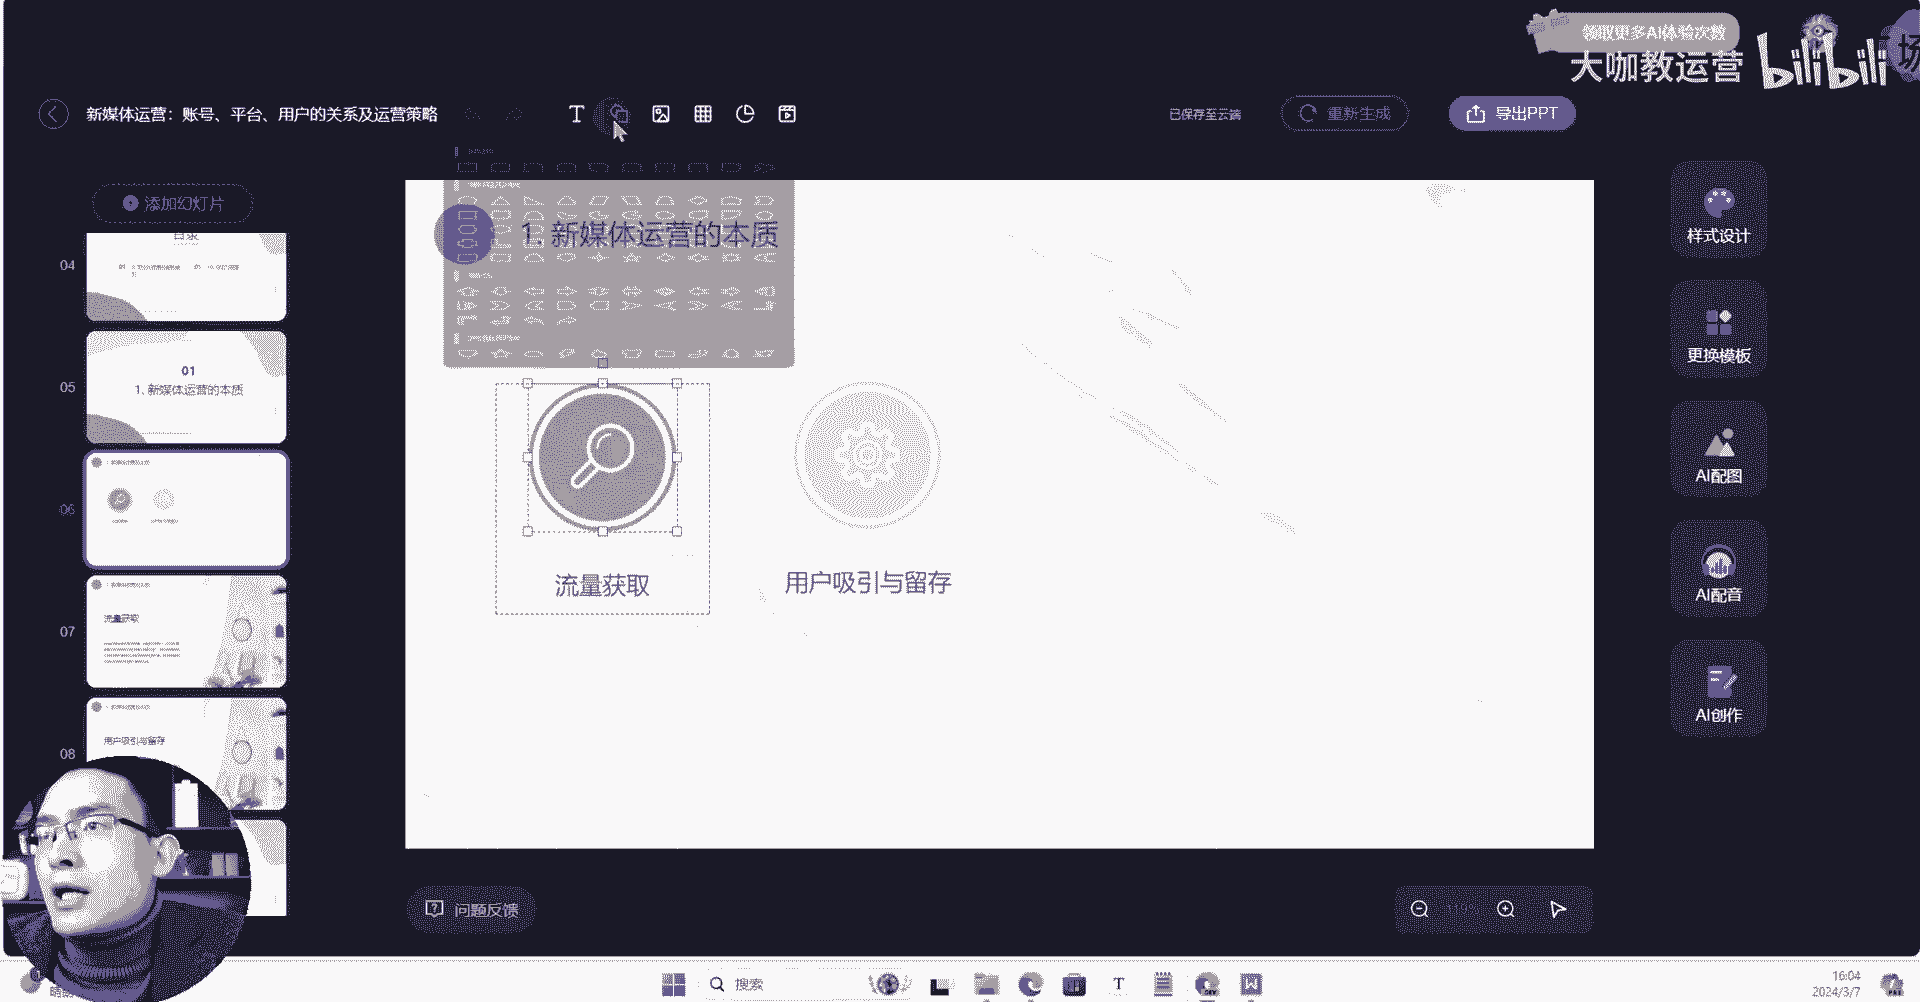 领取更多AI体验次数
大咖教运营 bilibili
场
新媒体运营：账号、平台、用户的关系及运营策略
已保存至云端
重新生成
导出PPT
添加幻灯片
目录
04
01
1. 新媒体运营的本质
05
06
流量获取
07
用户吸引与留存
08
1. 新媒体运营的本质
流量获取
用户吸引与留存
样式设计
更换模板
AI配图
AI配音
AI创作
问题反馈
搜索
16:04
2024/3/7